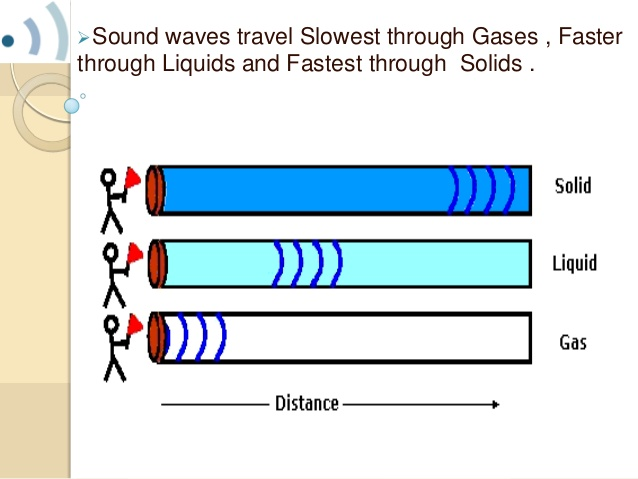 ➢Sound waves travel Slowest through Gases , Faster
through Liquids and Fastest through  Solids .
Solid
Liquid
Gas
Distance